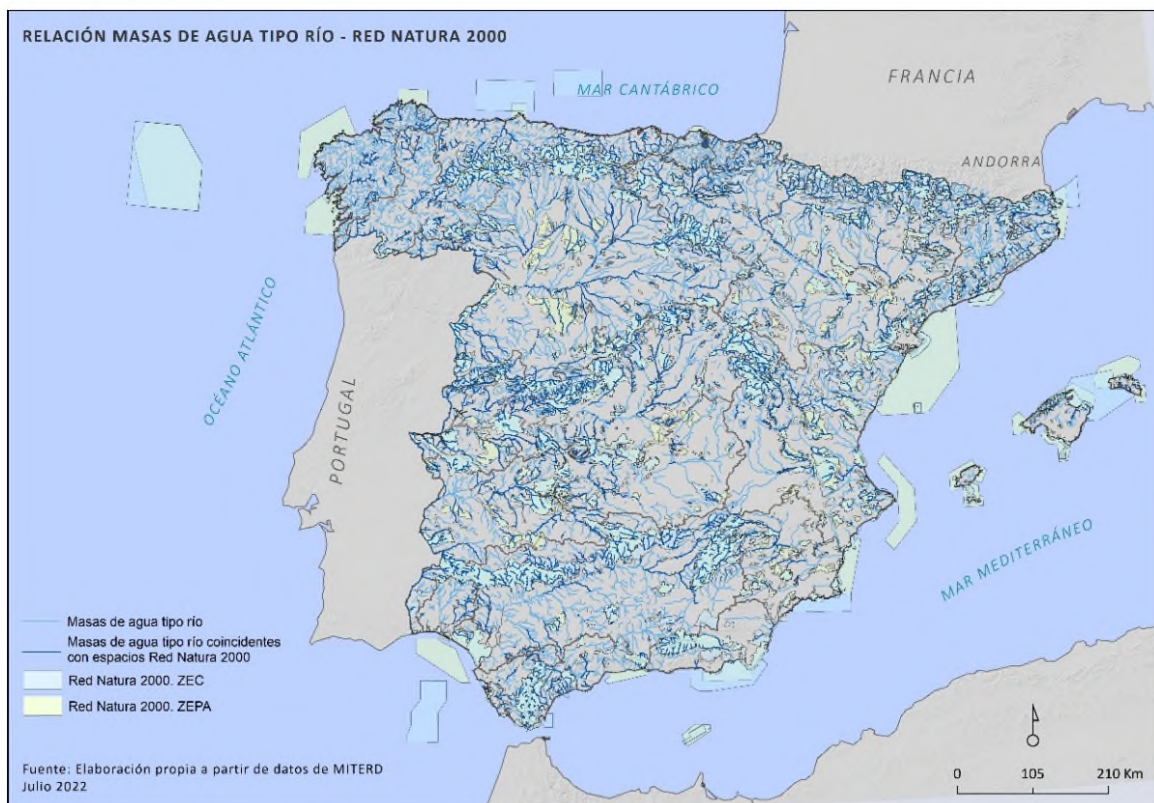 RELACIÓN MASAS DE AGUA TIPO RÍO - RED NATURA 2000
FRANCIA
MAR CANTÁBRICO
ANDORRA
OCÉANO ATLÁNTICO
PORTUGAL
MAR MEDITERRÁNEO
Masas de agua tipo río
Masas de agua tipo río coincidentes
con espacios Red Natura 2000
Red Natura 2000. ZEC
Red Natura 2000. ZEPA
Fuente: Elaboración propia a partir de datos de MITERD
Julio 2022
0 105 210 Km